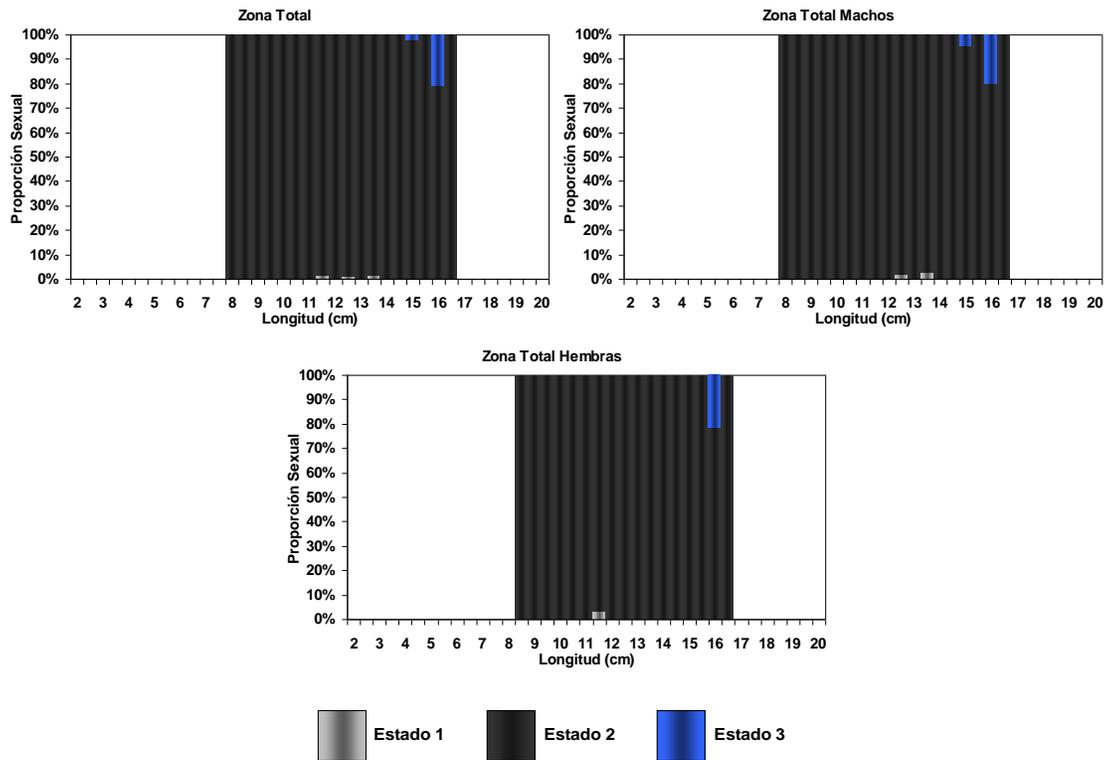 Zona Total
100%
90%
80%
70%
60%
50%
40%
30%
20%
10%
0%
Proporción Sexual
2 3 4 5 6 7 8 9 10 11 12 13 14 15 16 17 18 19 20
Longitud (cm)
Zona Total Machos
100%
90%
80%
70%
60%
50%
40%
30%
20%
10%
0%
Proporción Sexual
2 3 4 5 6 7 8 9 10 11 12 13 14 15 16 17 18 19 20
Longitud (cm)
Zona Total Hembras
100%
90%
80%
70%
60%
50%
40%
30%
20%
10%
0%
Proporción Sexual
2 3 4 5 6 7 8 9 10 11 12 13 14 15 16 17 18 19 20
Longitud (cm)
Estado 1 Estado 2 Estado 3